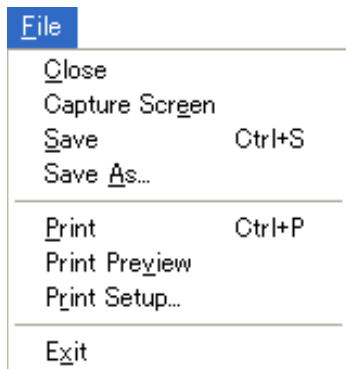 File
Close
Capture Screen
Save Ctrl+S
Save As...
Print Ctrl+P
Print Preview
Print Setup...
Exit